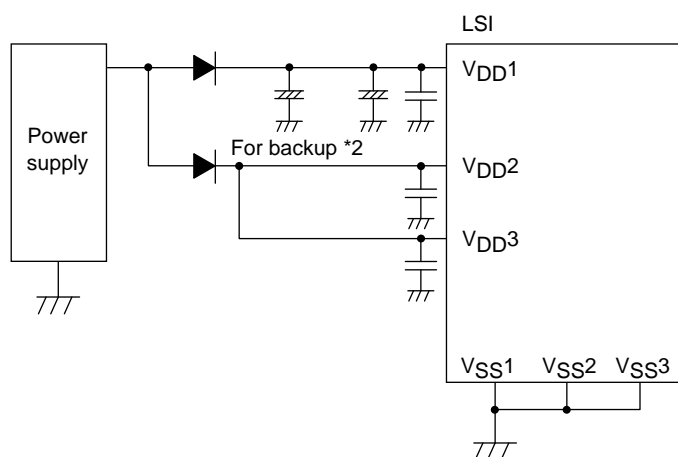 LSI
VDD1
Power
supply
For backup *2
VDD2
VDD3
VSS1 VSS2 VSS3